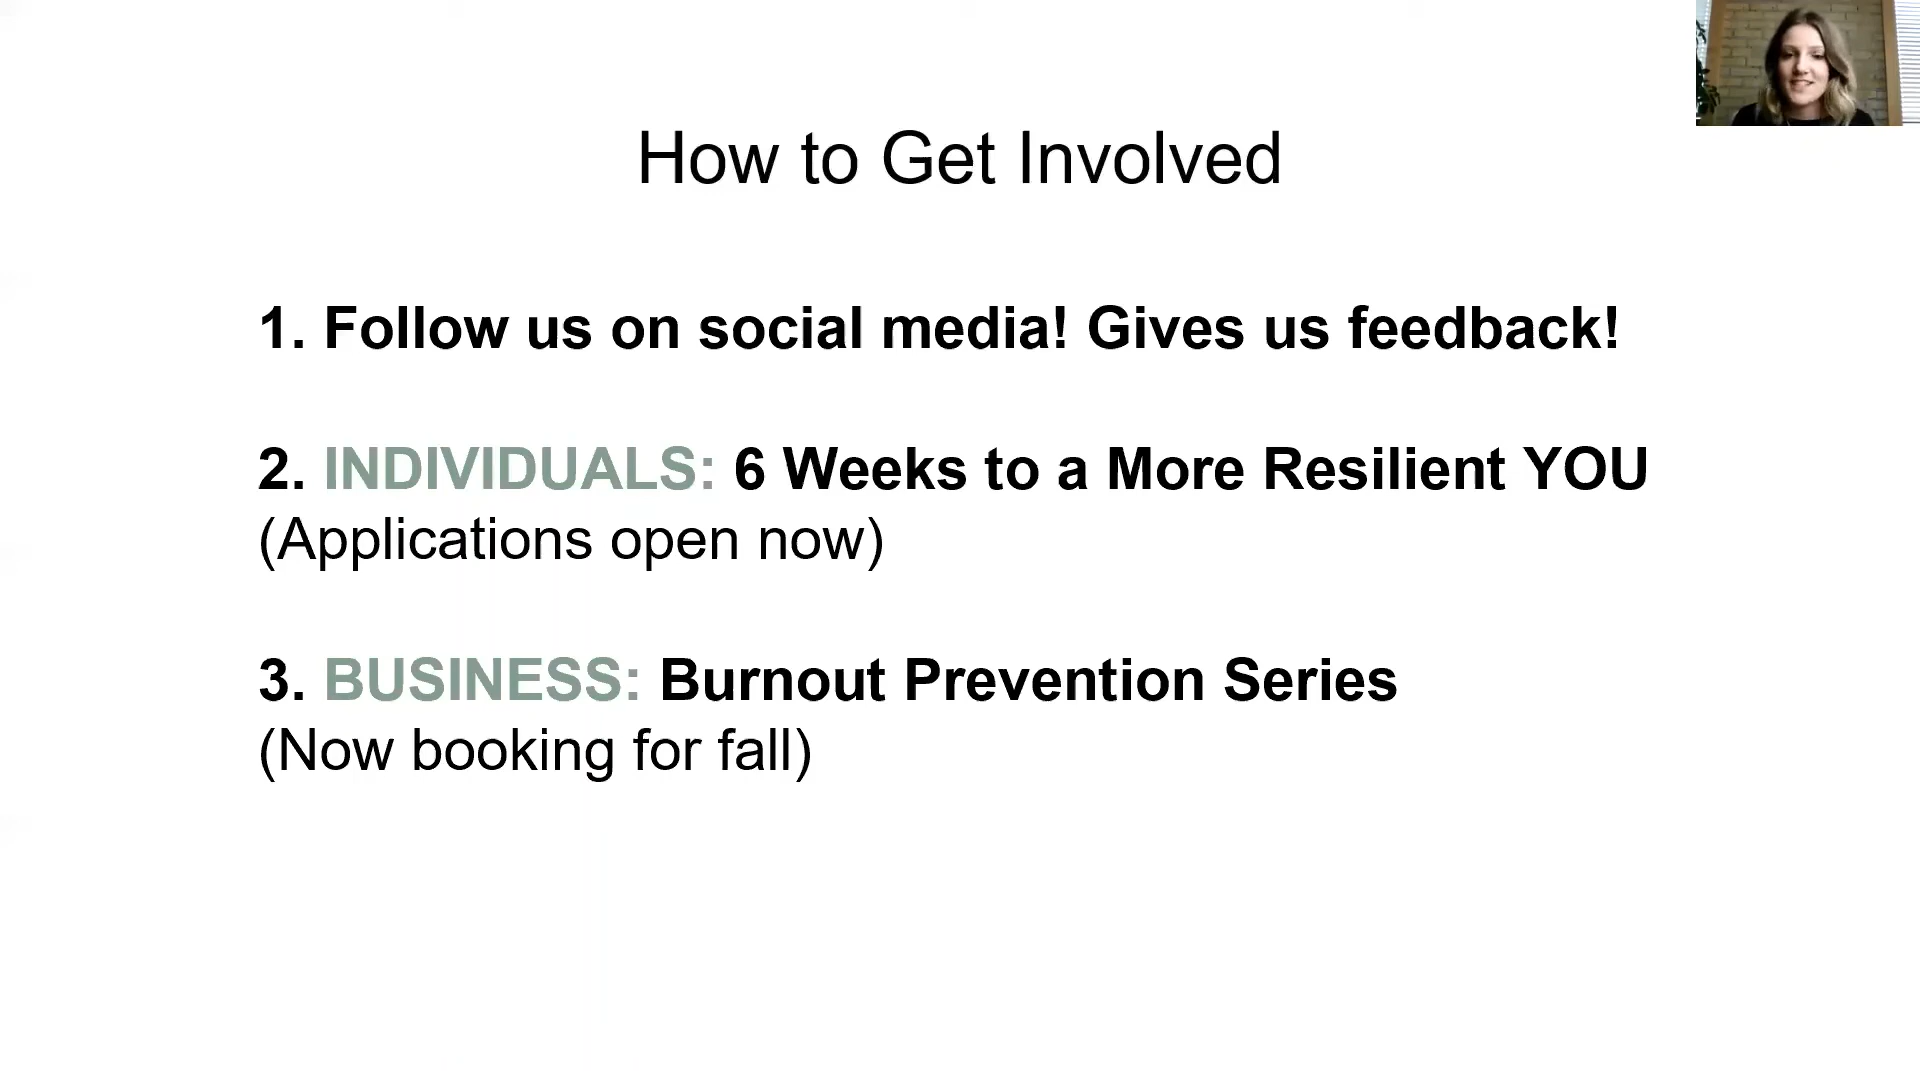 How to Get Involved
1. Follow us on social media! Gives us feedback!
2. INDIVIDUALS: 6 Weeks to a More Resilient YOU
(Applications open now)
3. BUSINESS: Burnout Prevention Series
(Now booking for fall)